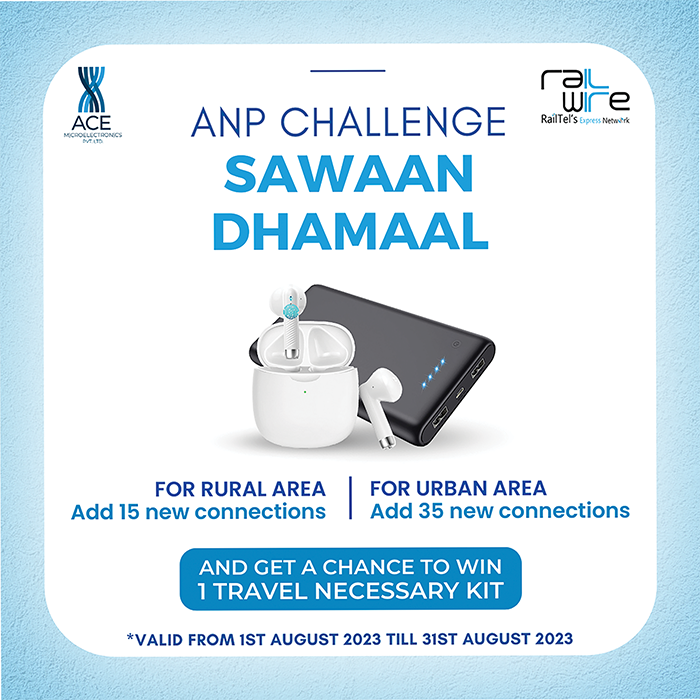 ACE
MICROELECTRONICS
PVT. LTD.
rail
wire
RailTel's Express Network
ANP CHALLENGE
SAWAAN
DHAMAAL
FOR RURAL AREA
Add 15 new connections
FOR URBAN AREA
Add 35 new connections
AND GET A CHANCE TO WIN
1 TRAVEL NECESSARY KIT
*VALID FROM 1ST AUGUST 2023 TILL 31ST AUGUST 2023